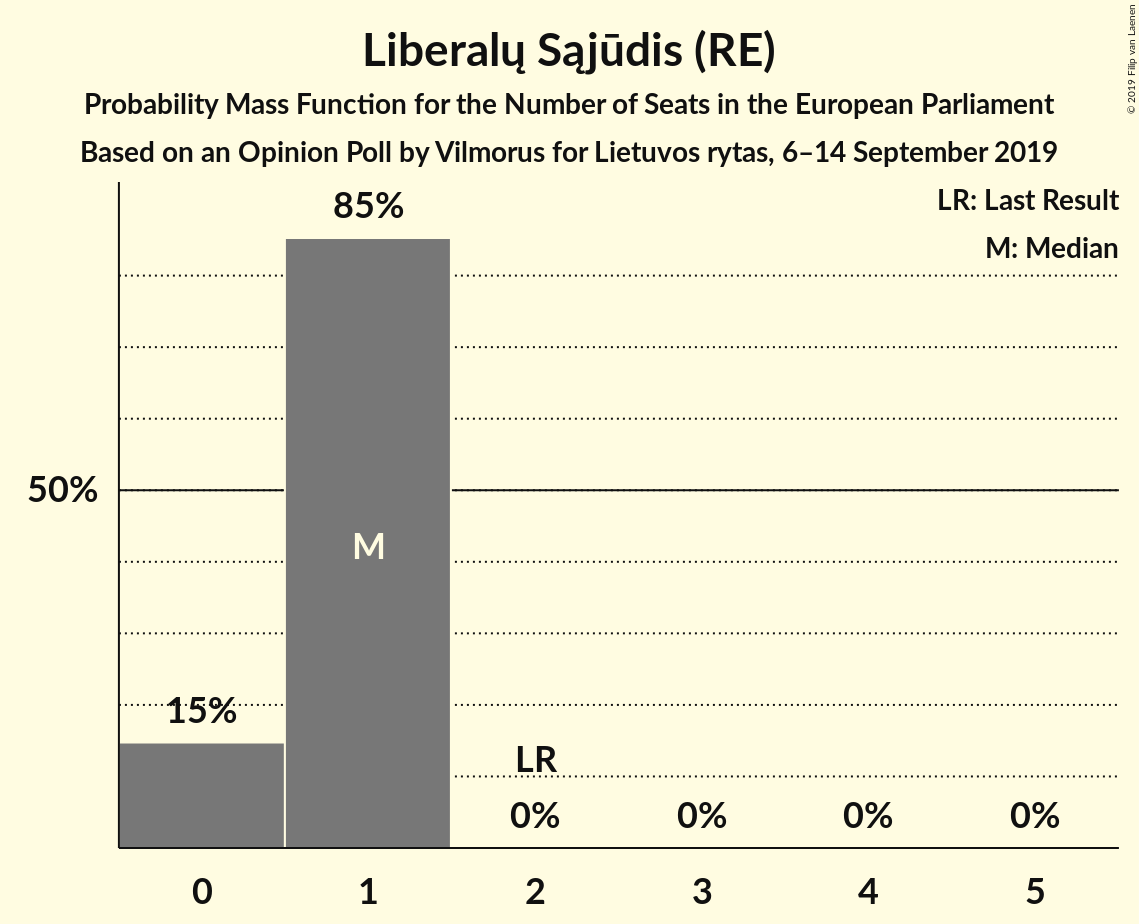 Liberalų Sąjūdis (RE)
Probability Mass Function for the Number of Seats in the European Parliament
Based on an Opinion Poll by Vilmorus for Lietuvos rytas, 6–14 September 2019
© 2019 Filip van Laenen
LR: Last Result
M: Median
85%
50%
M
15%
LR
0% 0% 0% 0%
0 1 2 3 4 5